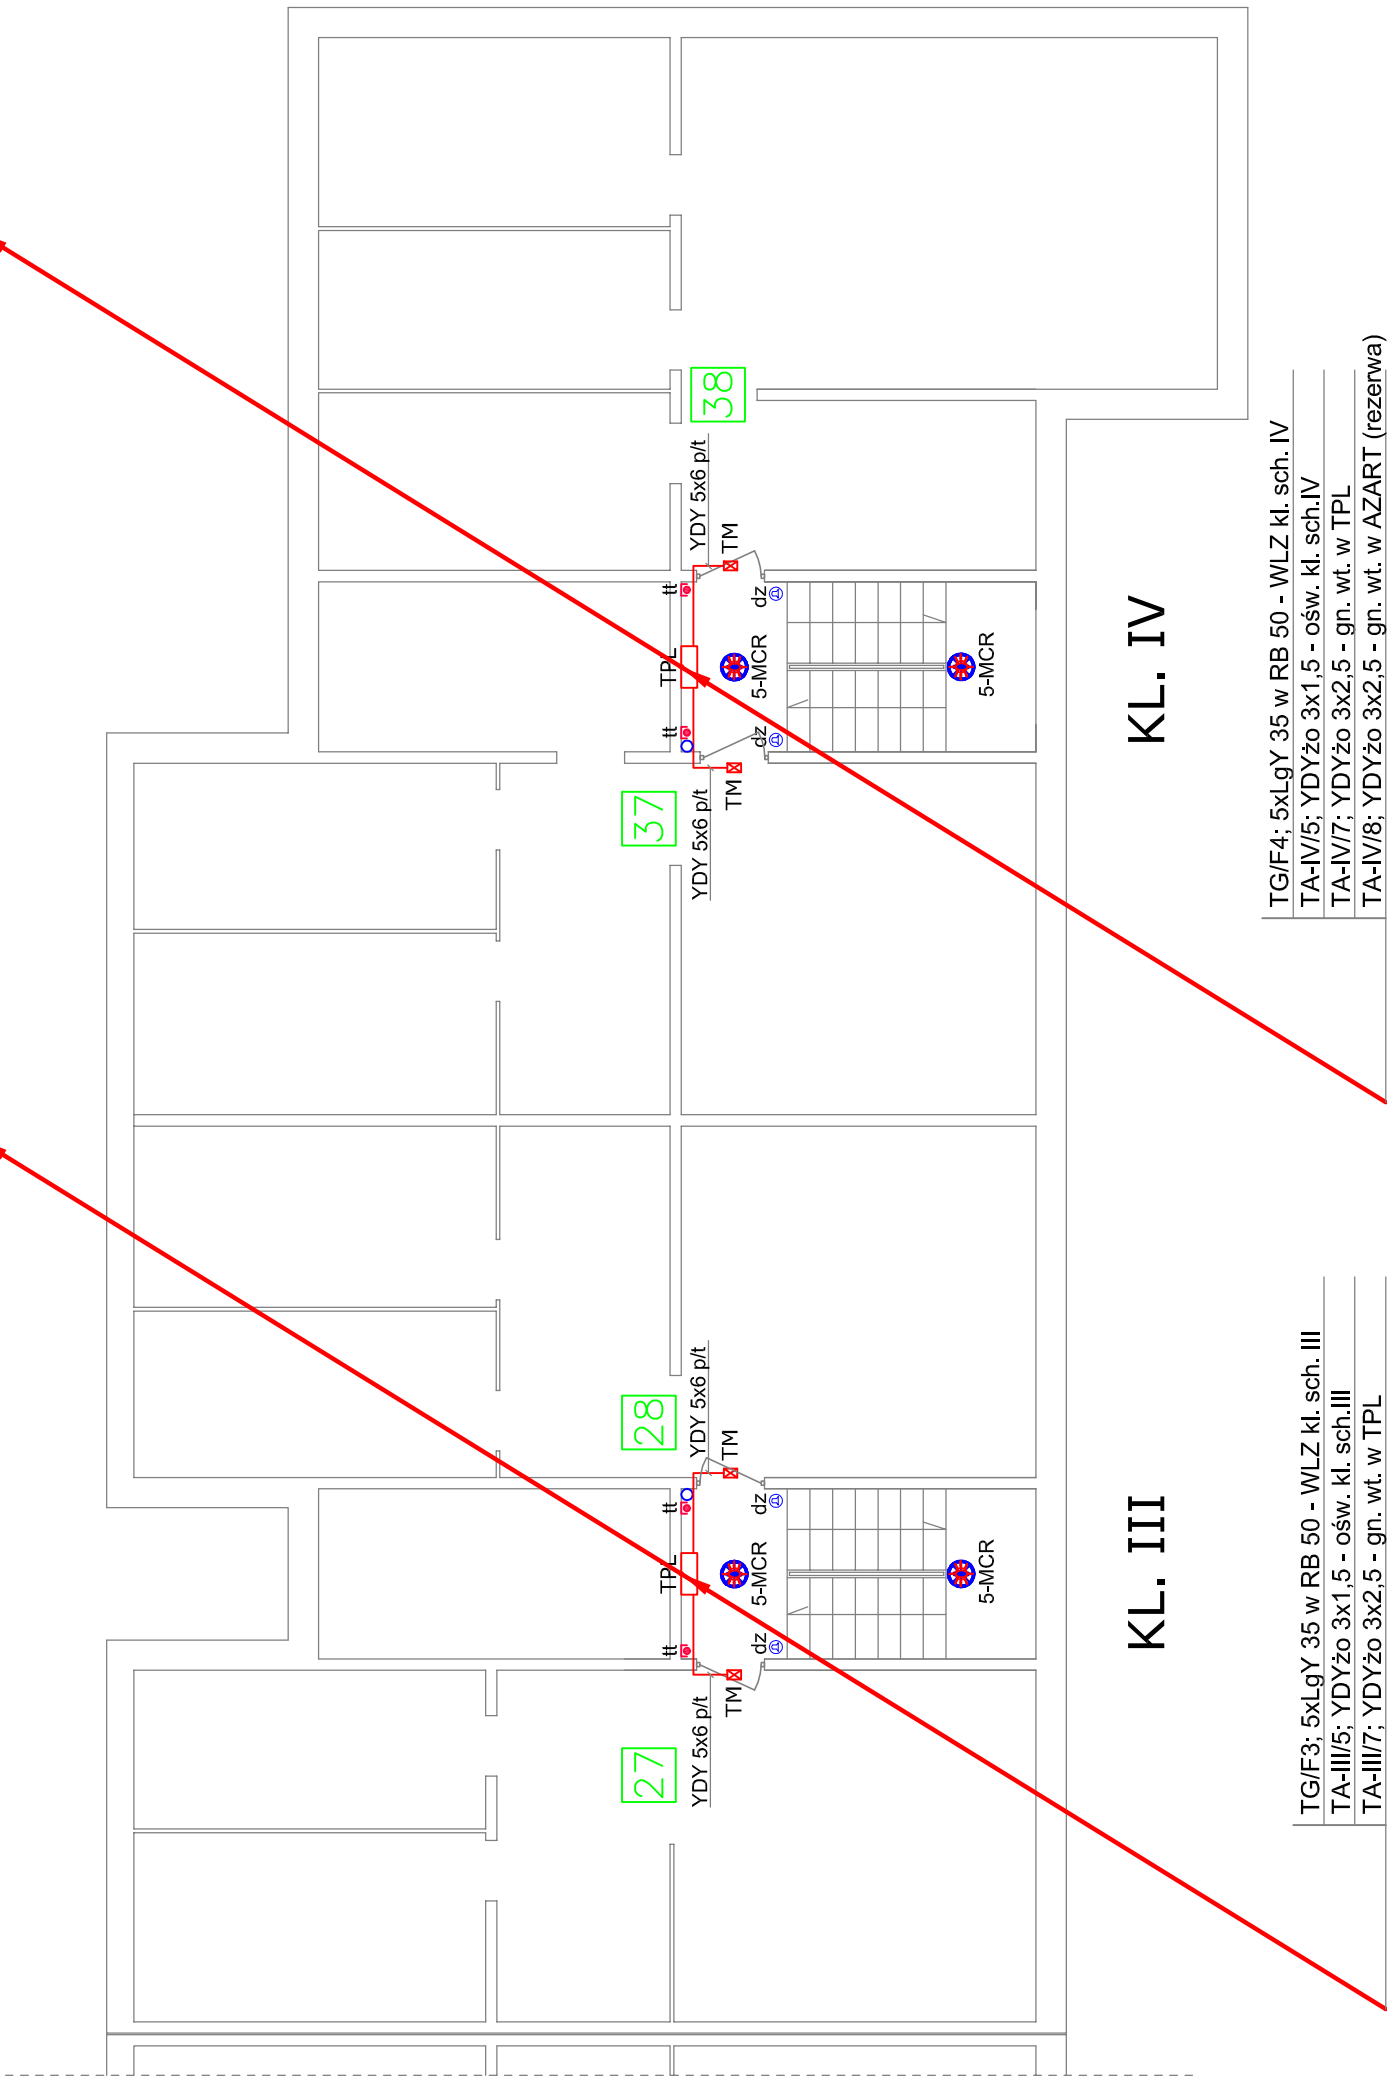 38
YDY 5x6 p/t
TM
tt
dz
TPL
5-MCR
5-MCR
tt
dz
TM
YDY 5x6 p/t
37
KL. IV
TG/F4; 5xLgY 35 w RB 50 - WLZ kl. sch. IV
TA-IV/5; YDYżo 3x1,5 - ośw. kl. sch.IV
TA-IV/7; YDYżo 3x2,5 - gn. wt. w TPL
TA-IV/8; YDYżo 3x2,5 - gn. wt. w AZART (rezerwa)
28
YDY 5x6 p/t
TM
tt
dz
TPL
5-MCR
5-MCR
tt
dz
TM
YDY 5x6 p/t
27
KL. III
TG/F3; 5xLgY 35 w RB 50 - WLZ kl. sch. III
TA-III/5; YDYżo 3x1,5 - ośw. kl. sch.III
TA-III/7; YDYżo 3x2,5 - gn. wt. w TPL